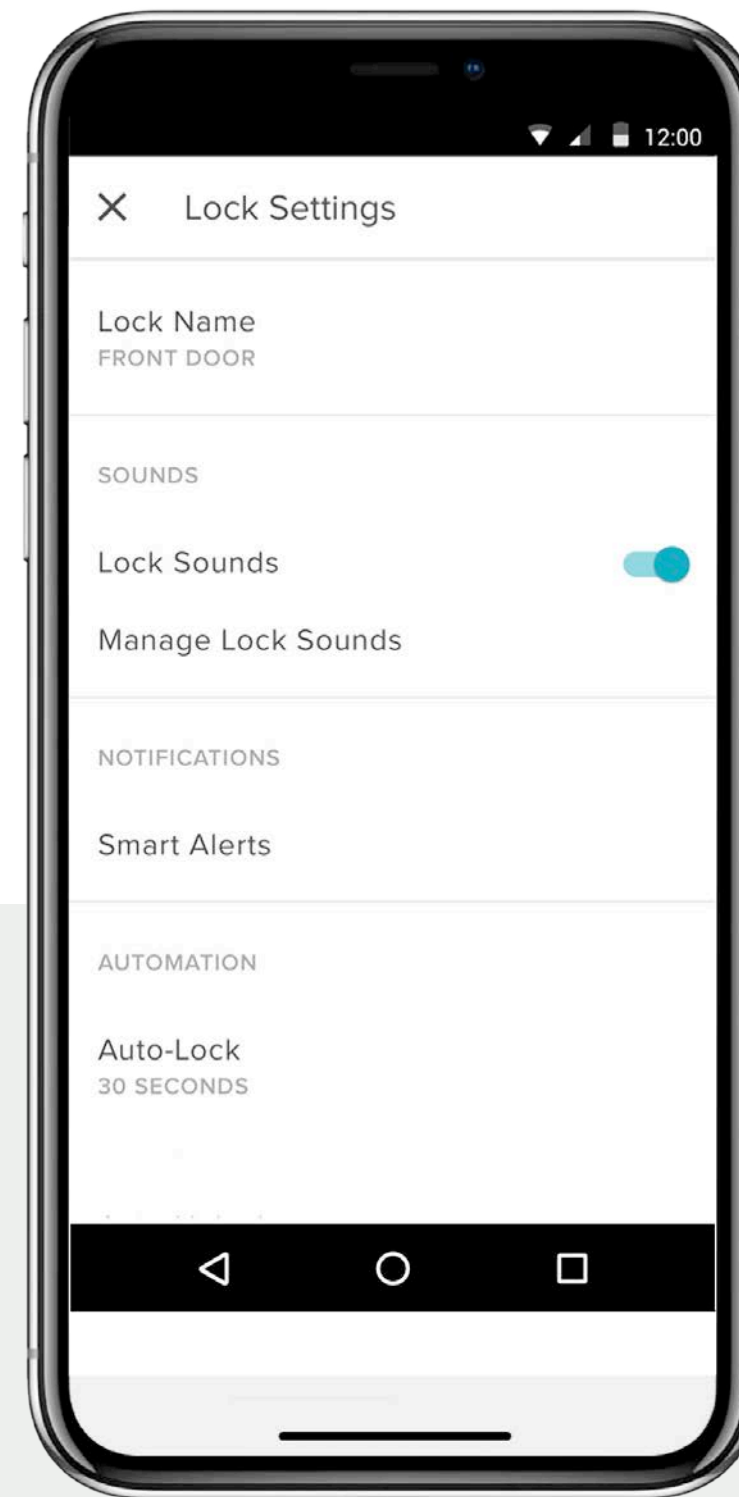 12:00
Lock Settings
Lock Name
FRONT DOOR
SOUNDS
Lock Sounds
Manage Lock Sounds
NOTIFICATIONS
Smart Alerts
AUTOMATION
Auto-Lock
30 SECONDS